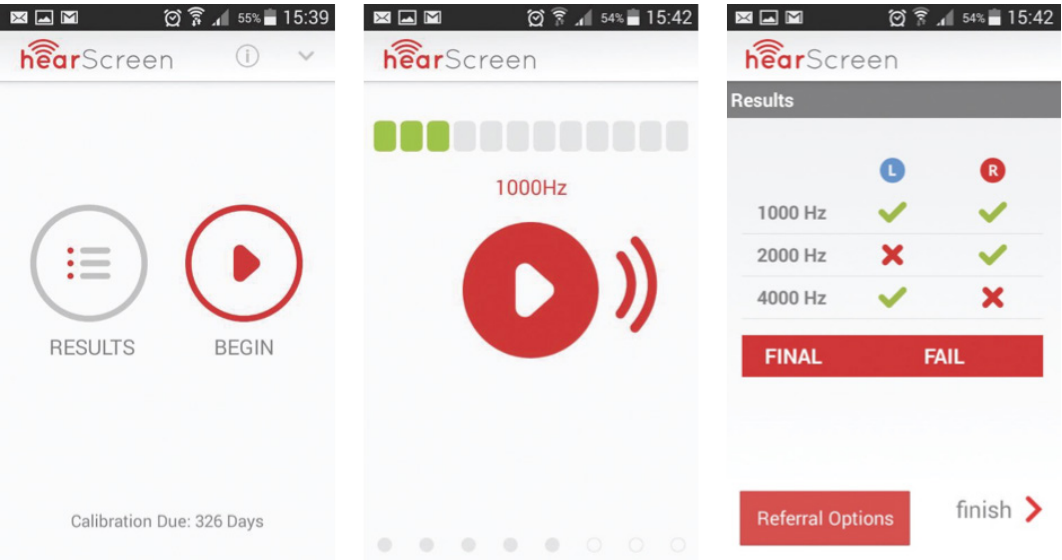 55% 15:39
hearScreen
RESULTS BEGIN
Calibration Due: 326 Days
54% 15:42
hearScreen
1000Hz
54% 15:42
hearScreen
Results
L R
1000 Hz
2000 Hz
4000 Hz
FINAL FAIL
Referral Options finish